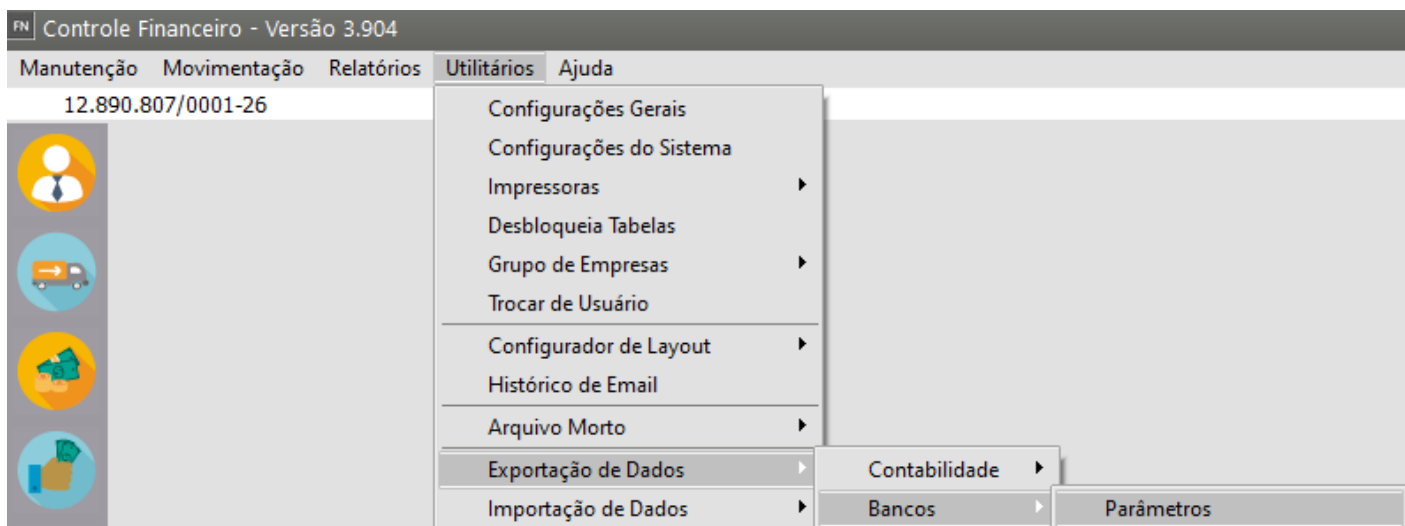 FN Controle Financeiro - Versão 3.904
Manutenção Movimentação Relatórios Utilitários Ajuda
12.890.807/0001-26
Configurações Gerais
Configurações do Sistema
Impressoras
Desbloqueia Tabelas
Grupo de Empresas
Trocar de Usuário
Configurador de Layout
Histórico de Email
Arquivo Morto
Exportação de Dados Contabilidade
Importação de Dados Bancos Parâmetros